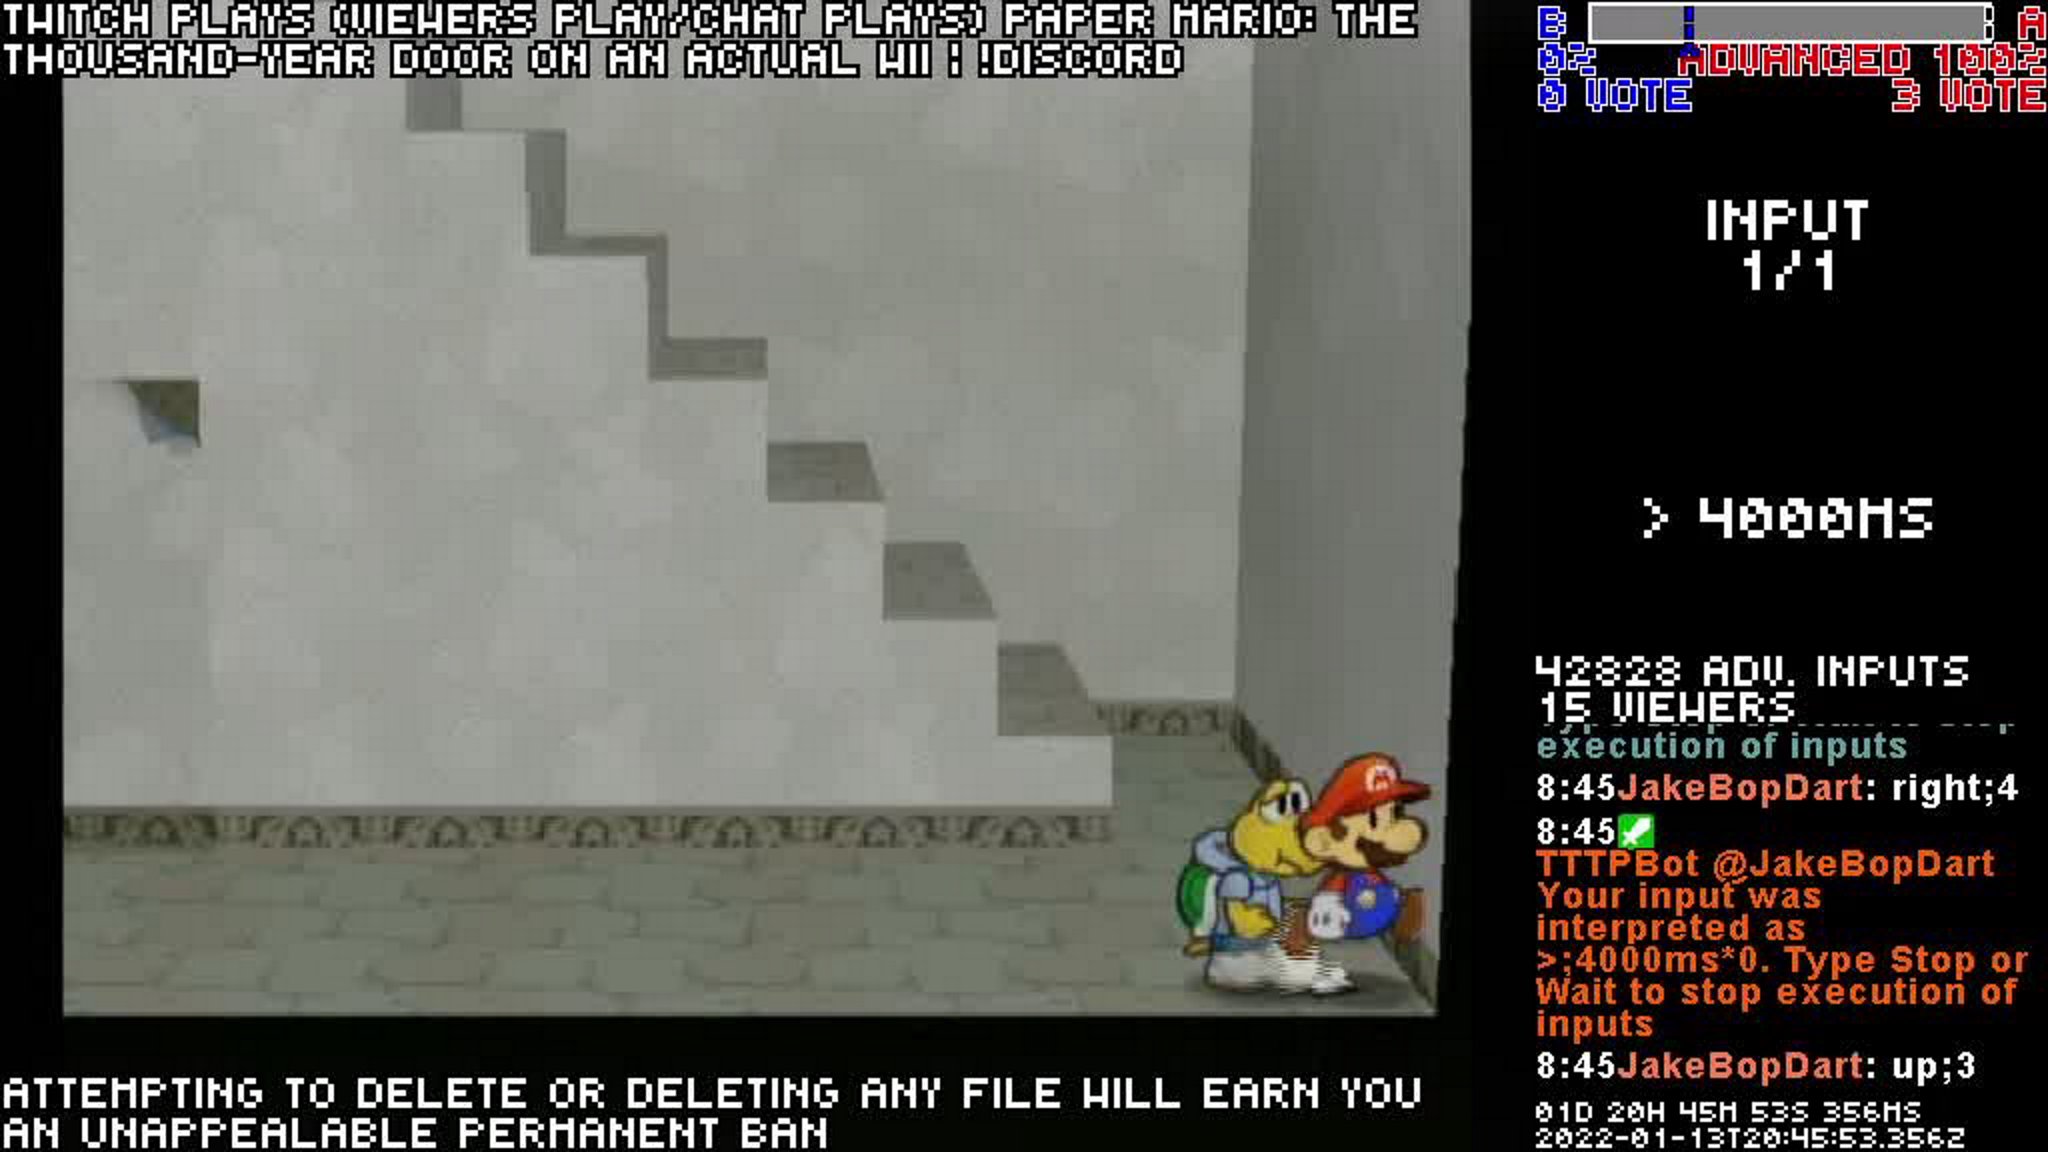 TWITCH PLAYS (VIEWERS PLAY/CHAT PLAYS) PAPER MARIO: THE
THOUSAND-YEAR DOOR ON AN ACTUAL WII | !DISCORD
B A
0% ADVANCED 100%
0 VOTE 3 VOTE
INPUT
1/1
> 4000MS
42828 ADV. INPUTS
15 VIEWERS
execution of inputs
8:45JakeBopDart: right;4
8:45
TTTPBot @JakeBopDart
Your input was
interpreted as
>;4000ms*0. Type Stop or
Wait to stop execution of
inputs
8:45JakeBopDart: up;3
01D 20H 45M 53S 356MS
2022-01-13T20:45:53.356Z
ATTEMPTING TO DELETE OR DELETING ANY FILE WILL EARN YOU
AN UNAPPEALABLE PERMANENT BAN